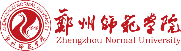 鄭州師範學院
Zhengzhou Normal University